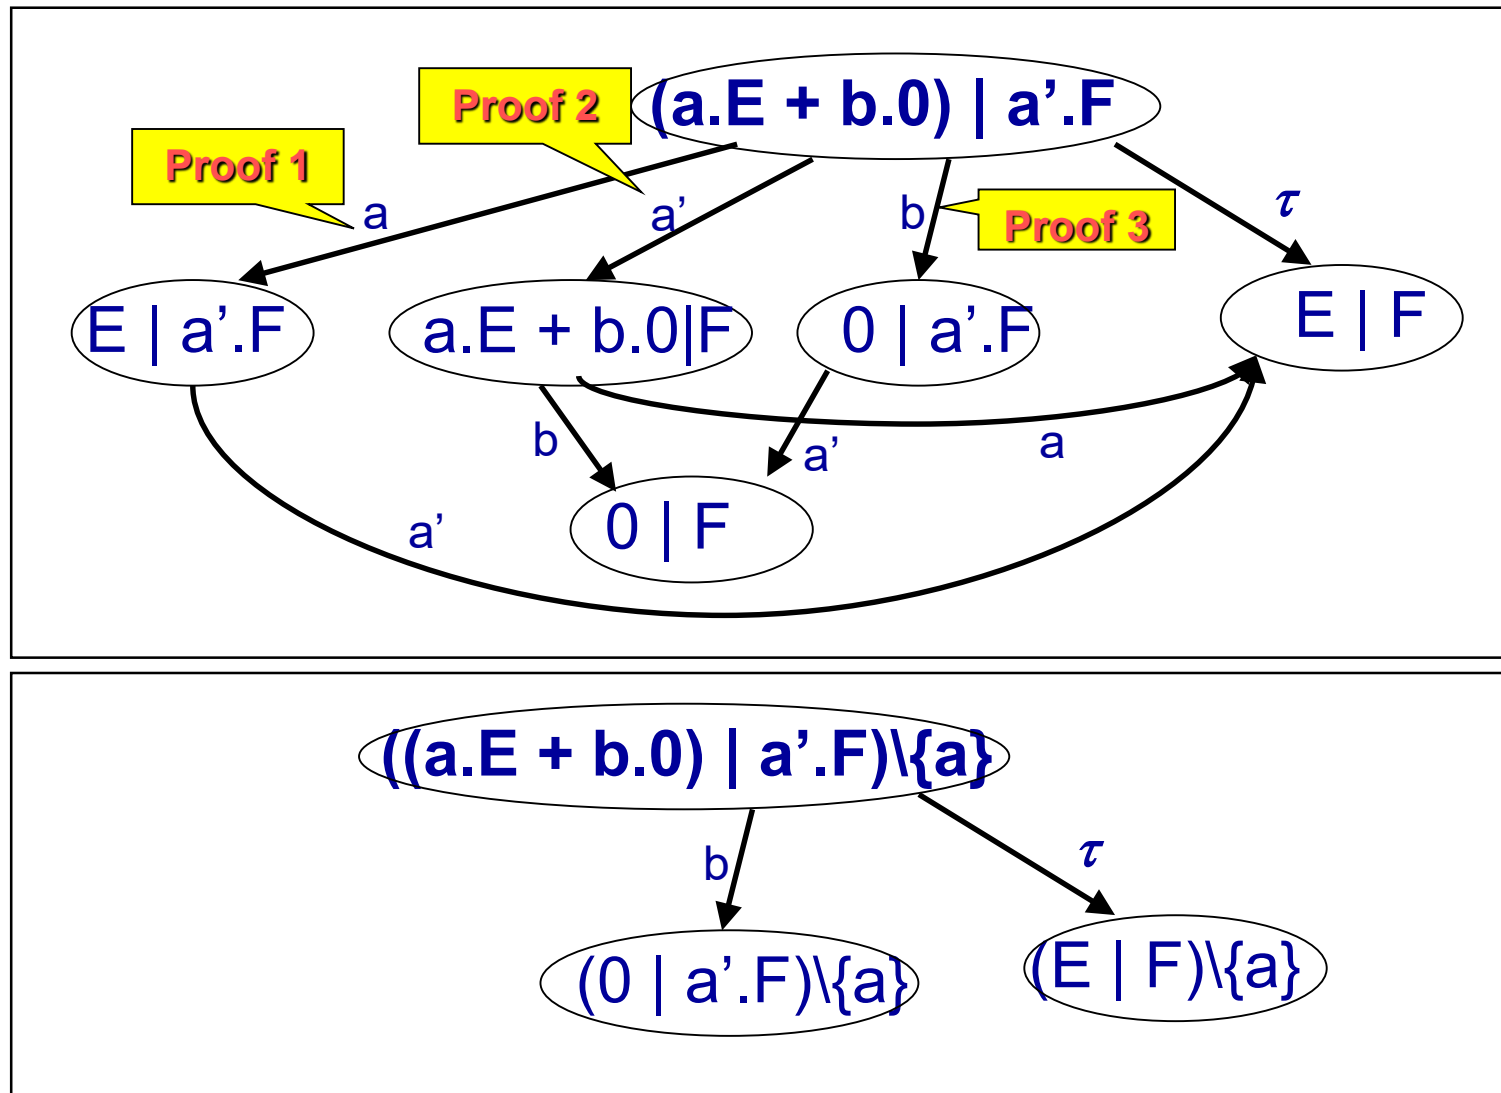 (a.E + b.0) | a’.F
Proof 2
Proof 1
a
a’
b
Proof 3
τ
E | a’.F
a.E + b.0|F
0 | a’.F
E | F
b
a’
a
a’
0 | F
((a.E + b.0) | a’.F)\{a}
b
τ
(0 | a’.F)\{a}
(E | F)\{a}